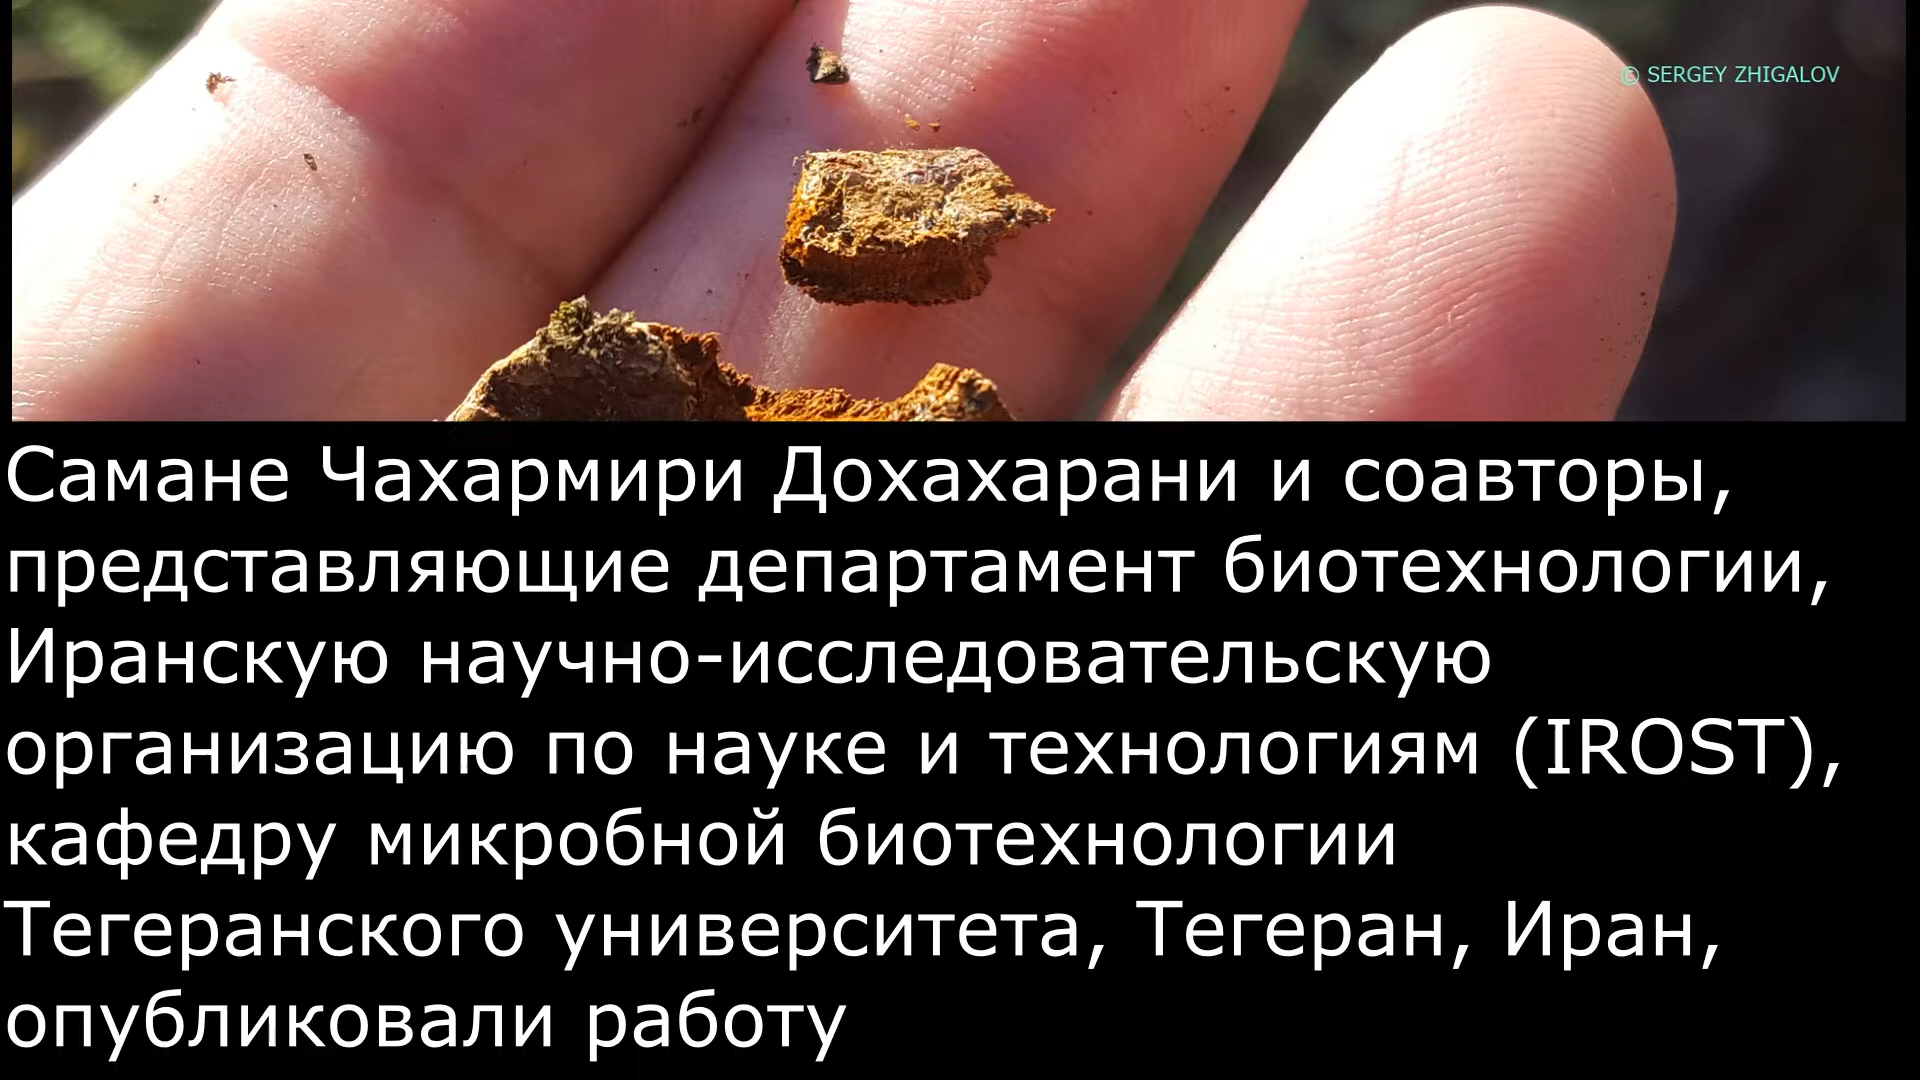 © SERGEY ZHIGALOV
Самане Чахармири Дохахарани и соавторы,
представляющие департамент биотехнологии,
Иранскую научно-исследовательскую
организацию по науке и технологиям (IROST),
кафедру микробной биотехнологии
Тегеранского университета, Тегеран, Иран,
опубликовали работу